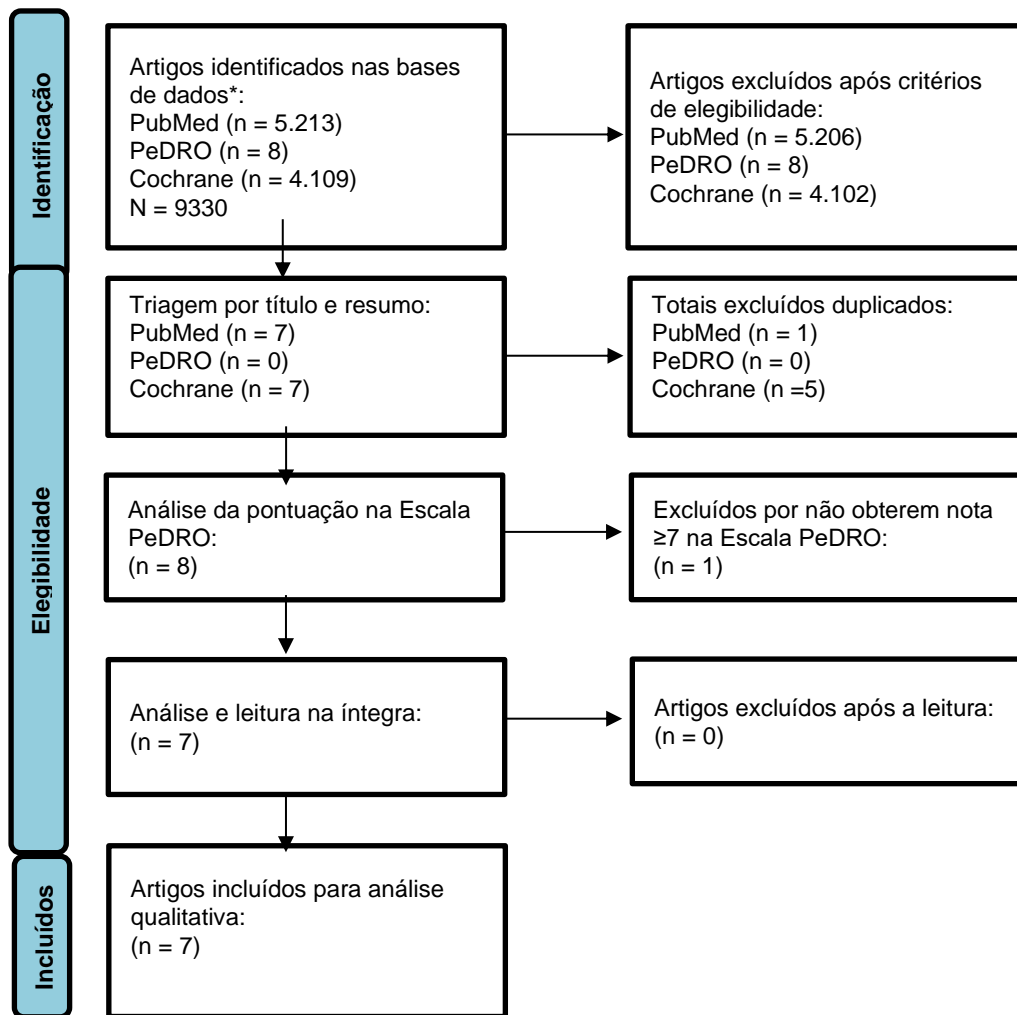 Identificação
Artigos identificados nas bases
de dados*:
PubMed (n = 5.213)
PeDRO (n = 8)
Cochrane (n = 4.109)
N = 9330
Artigos excluídos após critérios
de elegibilidade:
PubMed (n = 5.206)
PeDRO (n = 8)
Cochrane (n = 4.102)
Elegibilidade
Triagem por título e resumo:
PubMed (n = 7)
PeDRO (n = 0)
Cochrane (n = 7)
Totais excluídos duplicados:
PubMed (n = 1)
PeDRO (n = 0)
Cochrane (n =5)
Análise da pontuação na Escala
PeDRO:
(n = 8)
Excluídos por não obterem nota
≥7 na Escala PeDRO:
(n = 1)
Análise e leitura na íntegra:
(n = 7)
Artigos excluídos após a leitura:
(n = 0)
Incluídos
Artigos incluídos para análise
qualitativa:
(n = 7)